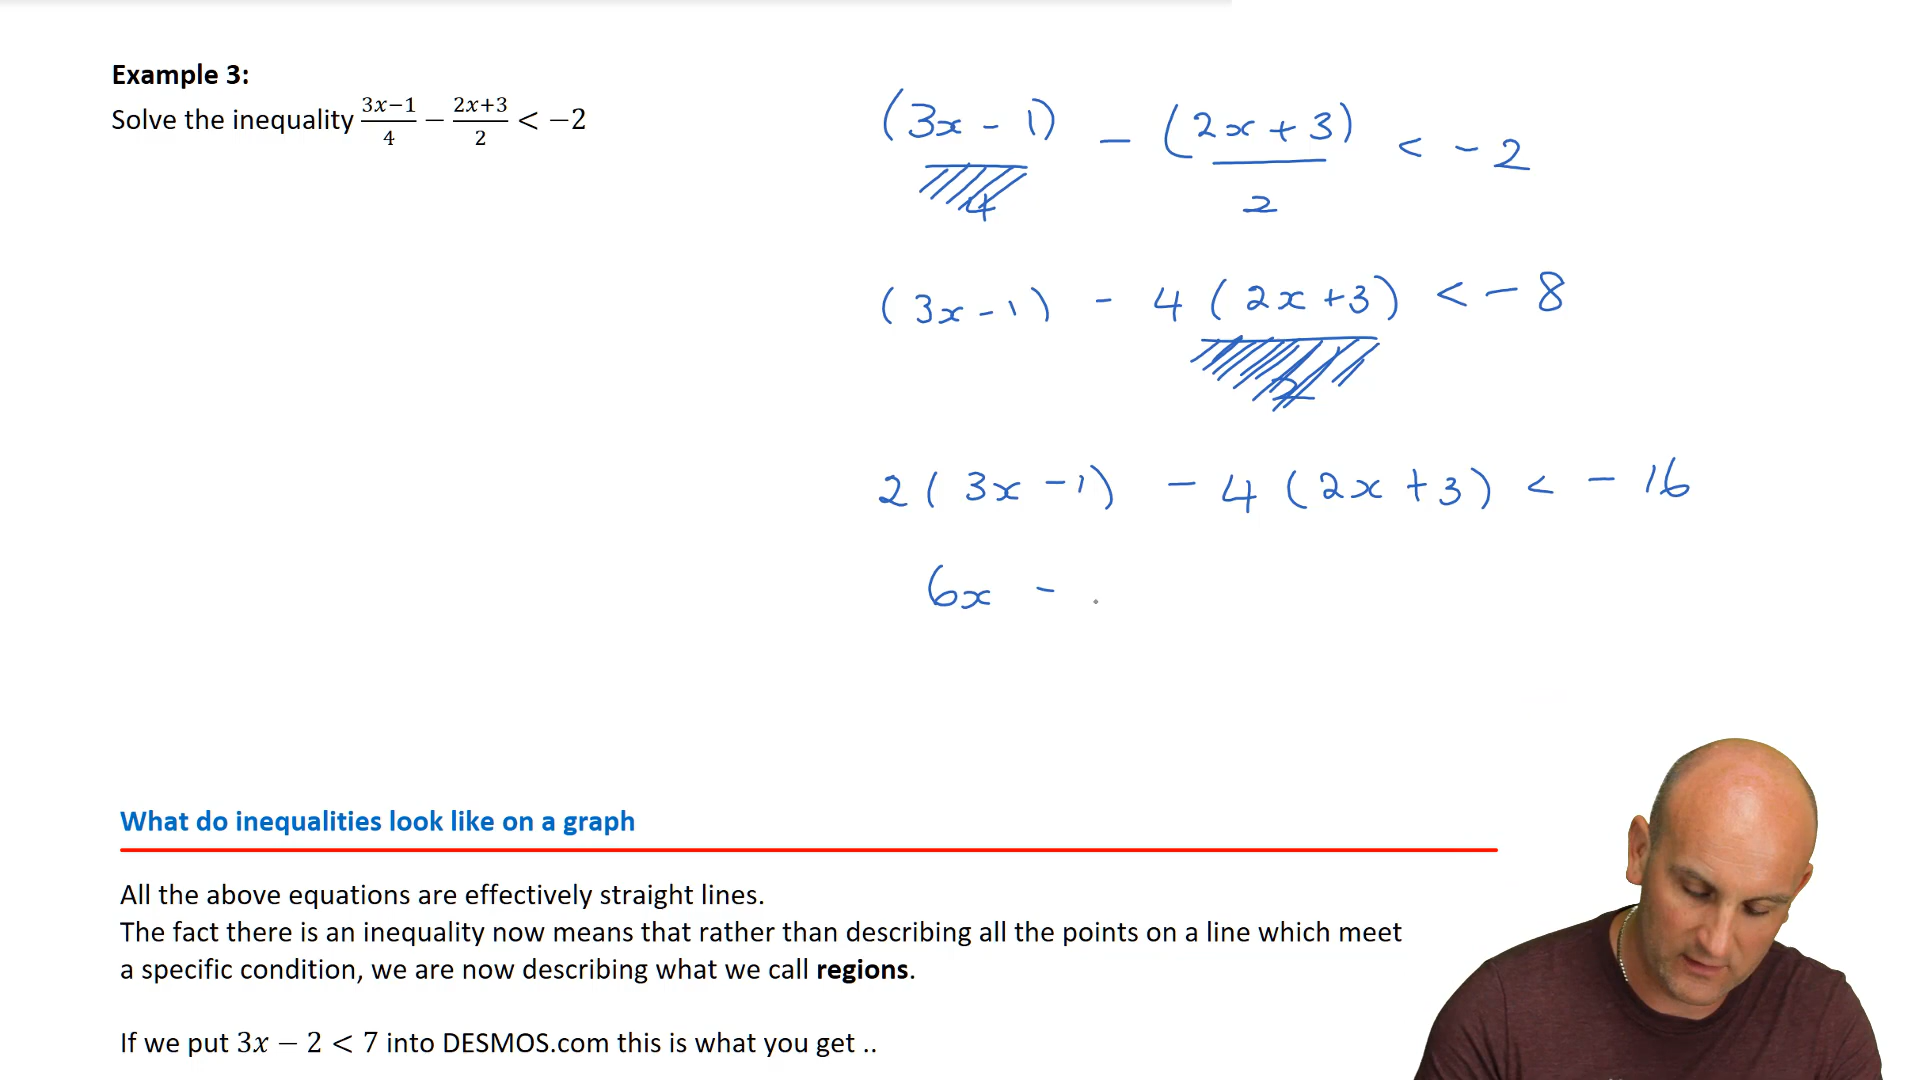 Example 3:
Solve the inequality (3x−1)/4 − (2x+3)/2 < −2
(3x - 1)/4 - (2x + 3)/2 < - 2
(3x - 1) - 4(2x + 3)/2 < - 8
2(3x - 1) - 4(2x + 3) < - 16
6x -
What do inequalities look like on a graph
All the above equations are effectively straight lines.
The fact there is an inequality now means that rather than describing all the points on a line which meet
a specific condition, we are now describing what we call regions.
If we put 3x − 2 < 7 into DESMOS.com this is what you get ..